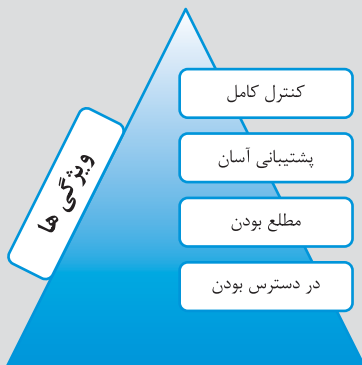 ویژگی ها
کنترل کامل
پشتیبانی آسان
مطلع بودن
در دسترس بودن